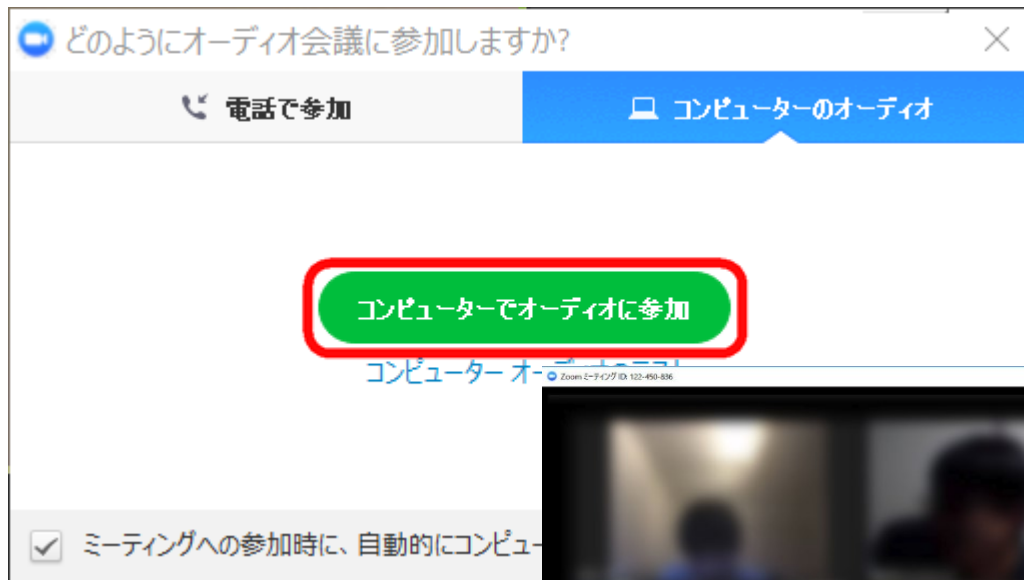 どのようにオーディオ会議に参加しますか?
電話で参加
コンピューターのオーディオ
コンピューターでオーディオに参加
コンピューター オー
Zoom ミーティング ID: 122-450-836
ミーティングへの参加時に、自動的にコンピュー